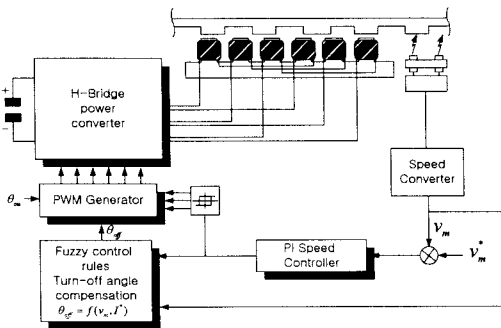 +
−
H-Bridge
power
converter
Speed
Converter
θon
PWM Generator
θoff
vm
vm*
PI Speed
Controller
Fuzzy control
rules
Turn-off angle
compensation
θoff = f(vm, I*)